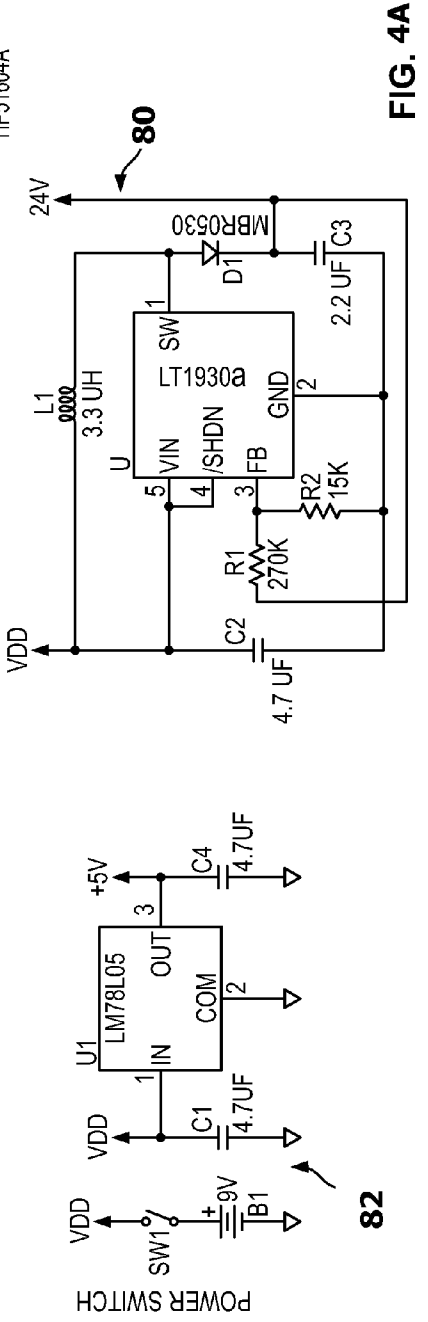 POWER SWITCH
VDD
SW1
+
9V
B1
82
VDD
U1
LM78L05
1
IN
OUT
3
COM
2
+5V
C1
4.7UF
C4
4.7UF
VDD
L1
3.3 UH
24V
80
U
5
VIN
4
/SHDN
3
FB
SW
1
LT1930a
GND
2
MBR0530
D1
C2
4.7 UF
R1
270K
R2
15K
C3
2.2 UF
FIG. 4A